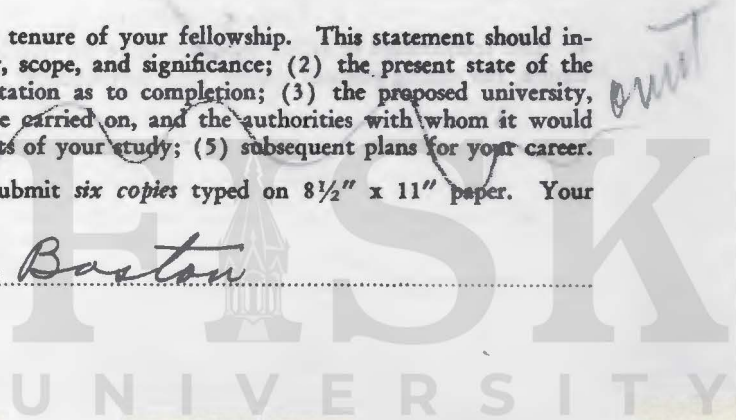 tenure of your fellowship. This statement should in-
, scope, and significance; (2) the present state of the
tation as to completion; (3) the proposed university,
e carried on, and the authorities with whom it would
ts of your study; (5) subsequent plans for your career.
omit
ubmit six copies typed on 8½" x 11" paper. Your
Boston
FISK
UNIVERSITY